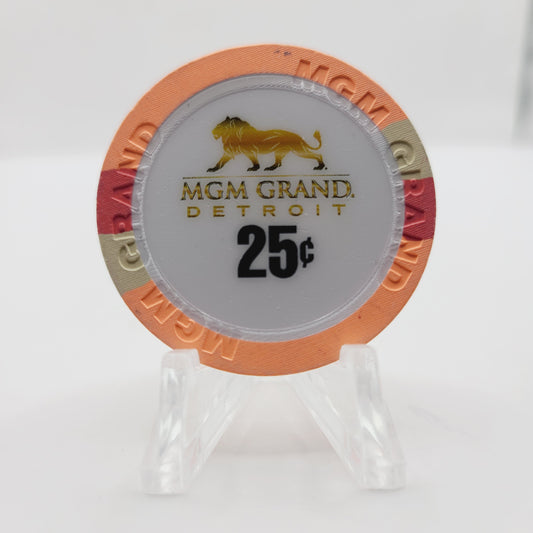 MGM GRAND
MGM GRAND.
DETROIT
25¢
MGM GRAND